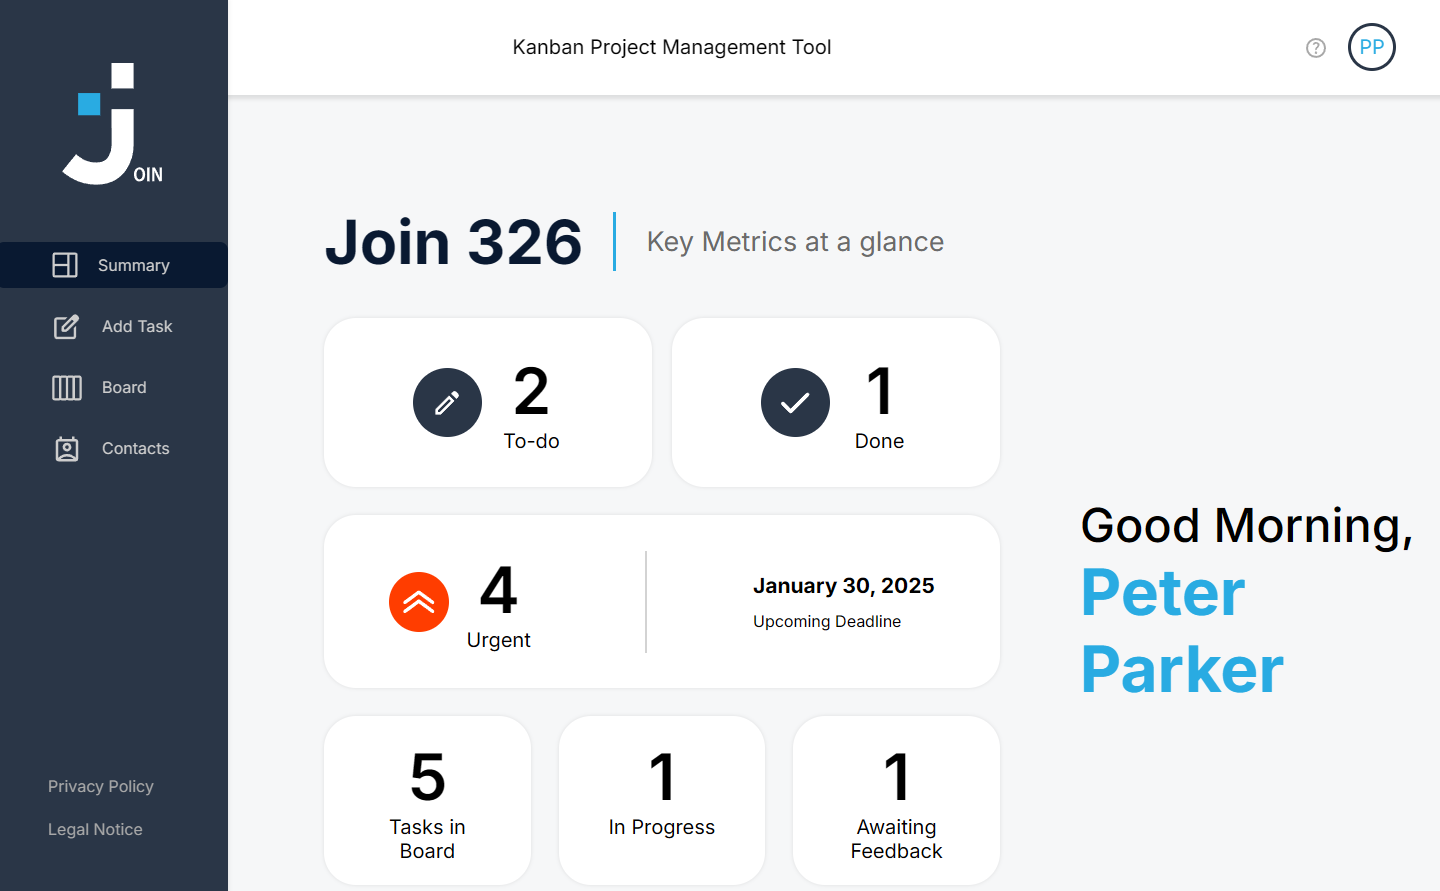 Kanban Project Management Tool
PP
OIN
Summary
Add Task
Board
Contacts
Privacy Policy
Legal Notice
Join 326
Key Metrics at a glance
2
To-do
1
Done
4
Urgent
January 30, 2025
Upcoming Deadline
5
Tasks in
Board
1
In Progress
1
Awaiting
Feedback
Good Morning,
Peter
Parker